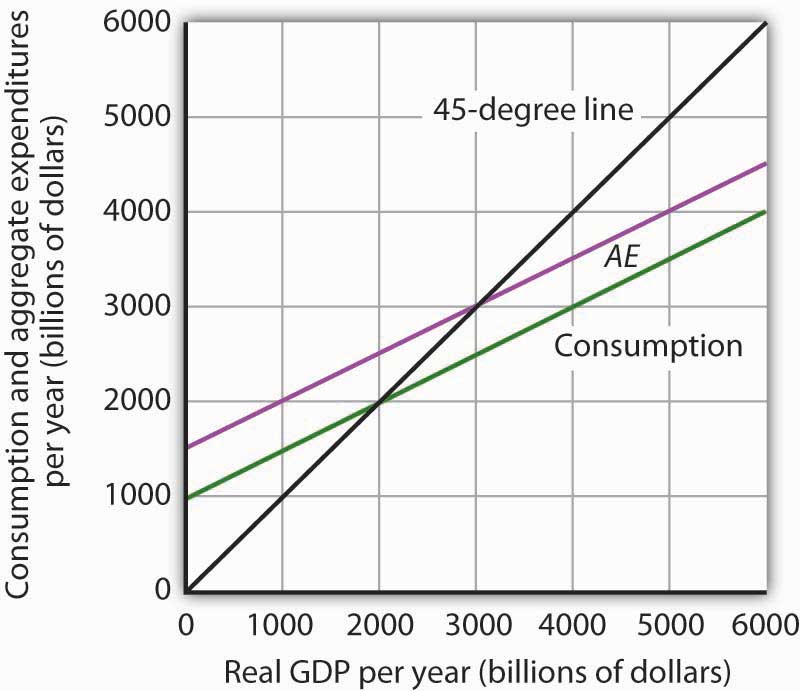 Consumption and aggregate expenditures
per year (billions of dollars)
6000
5000
4000
3000
2000
1000
0
45-degree line
AE
Consumption
0 1000 2000 3000 4000 5000 6000
Real GDP per year (billions of dollars)